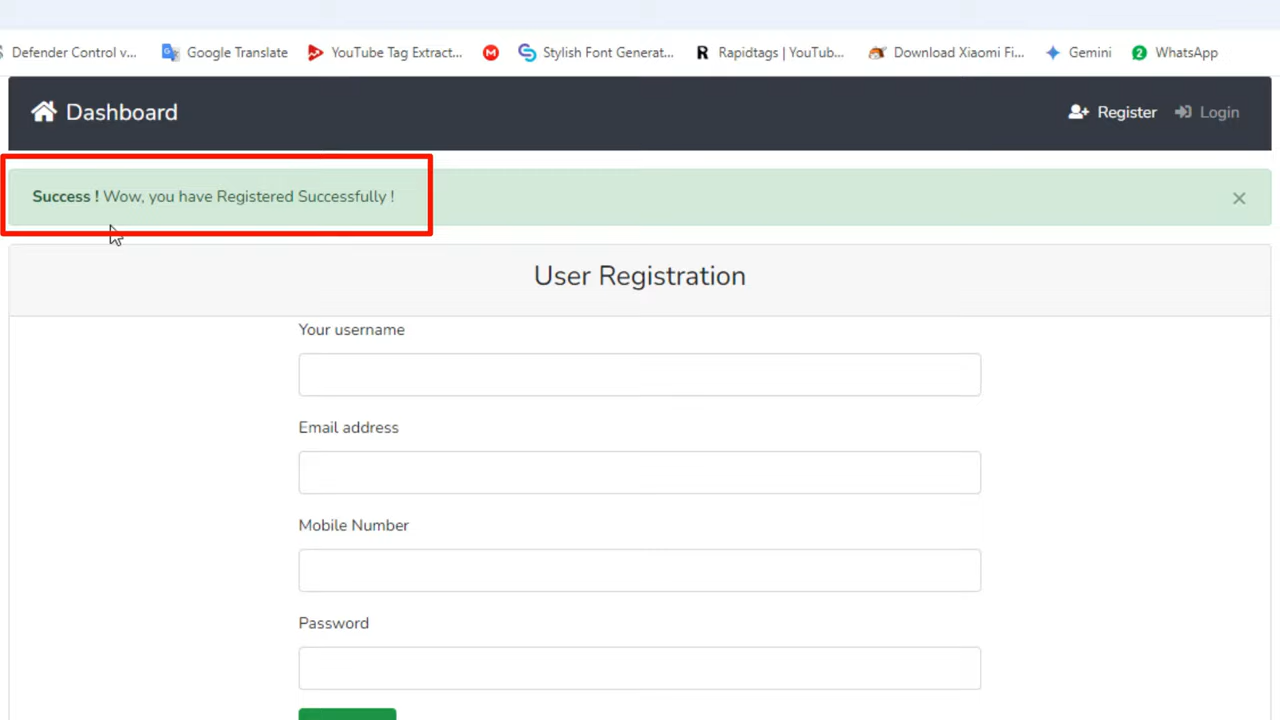 Defender Control v... Google Translate YouTube Tag Extract... M Stylish Font Generat... R Rapidtags | YouTub... Download Xiaomi Fi... Gemini 2 WhatsApp
Dashboard Register Login
Success ! Wow, you have Registered Successfully ! ×
User Registration
Your username
Email address
Mobile Number
Password